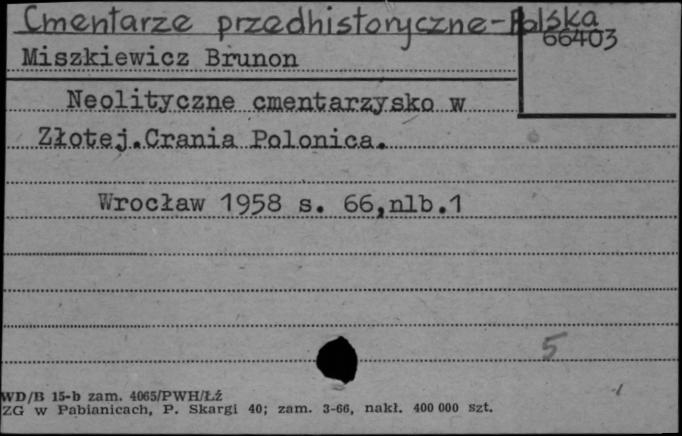 Cmentarze przedhistoryczne-Polska
66403
Miszkiewicz Brunon
Neolityczne cmentarzysko w
Złotej.Crania Polonica.
Wrocław 1958 s. 66,nlb.1
5
-1
WD/B 15-b zam. 4065/PWH/Łź
ZG w Pabianicach, P. Skargi 40; zam. 3-66, nakł. 400 000 szt.